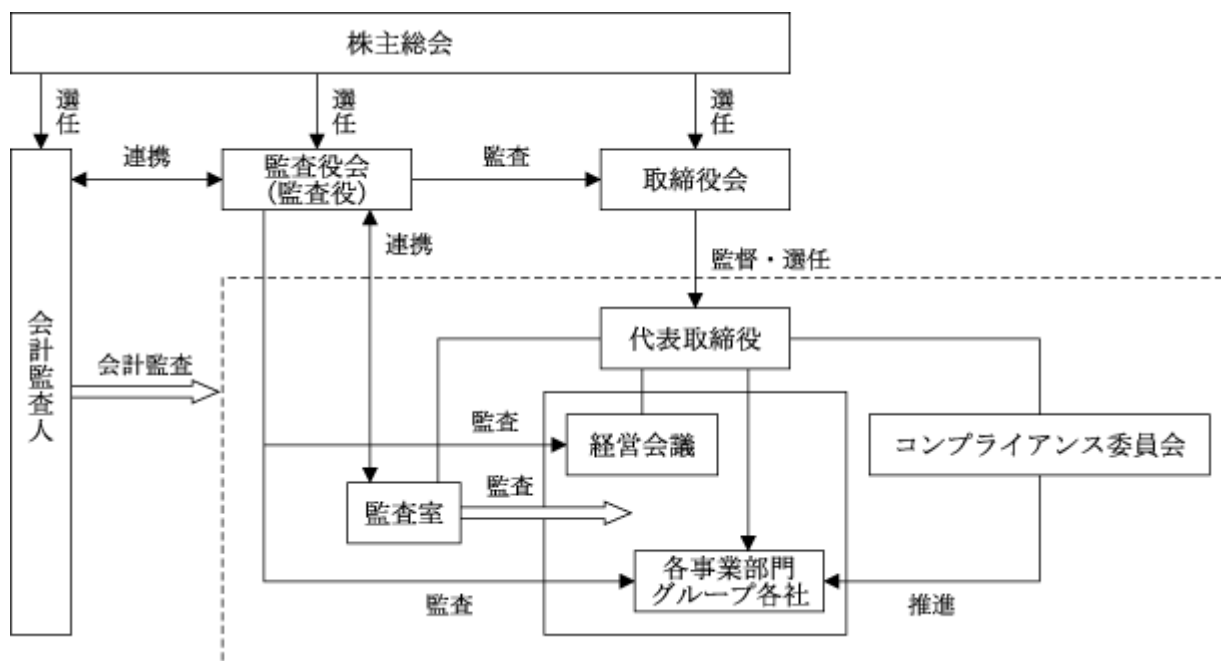 株主総会
選任
選任
選任
連携
監査役会
(監査役)
監査
取締役会
連携
監督・選任
会計監査人
会計監査
代表取締役
監査
経営会議
コンプライアンス委員会
監査室
監査
各事業部門
グループ各社
監査
推進